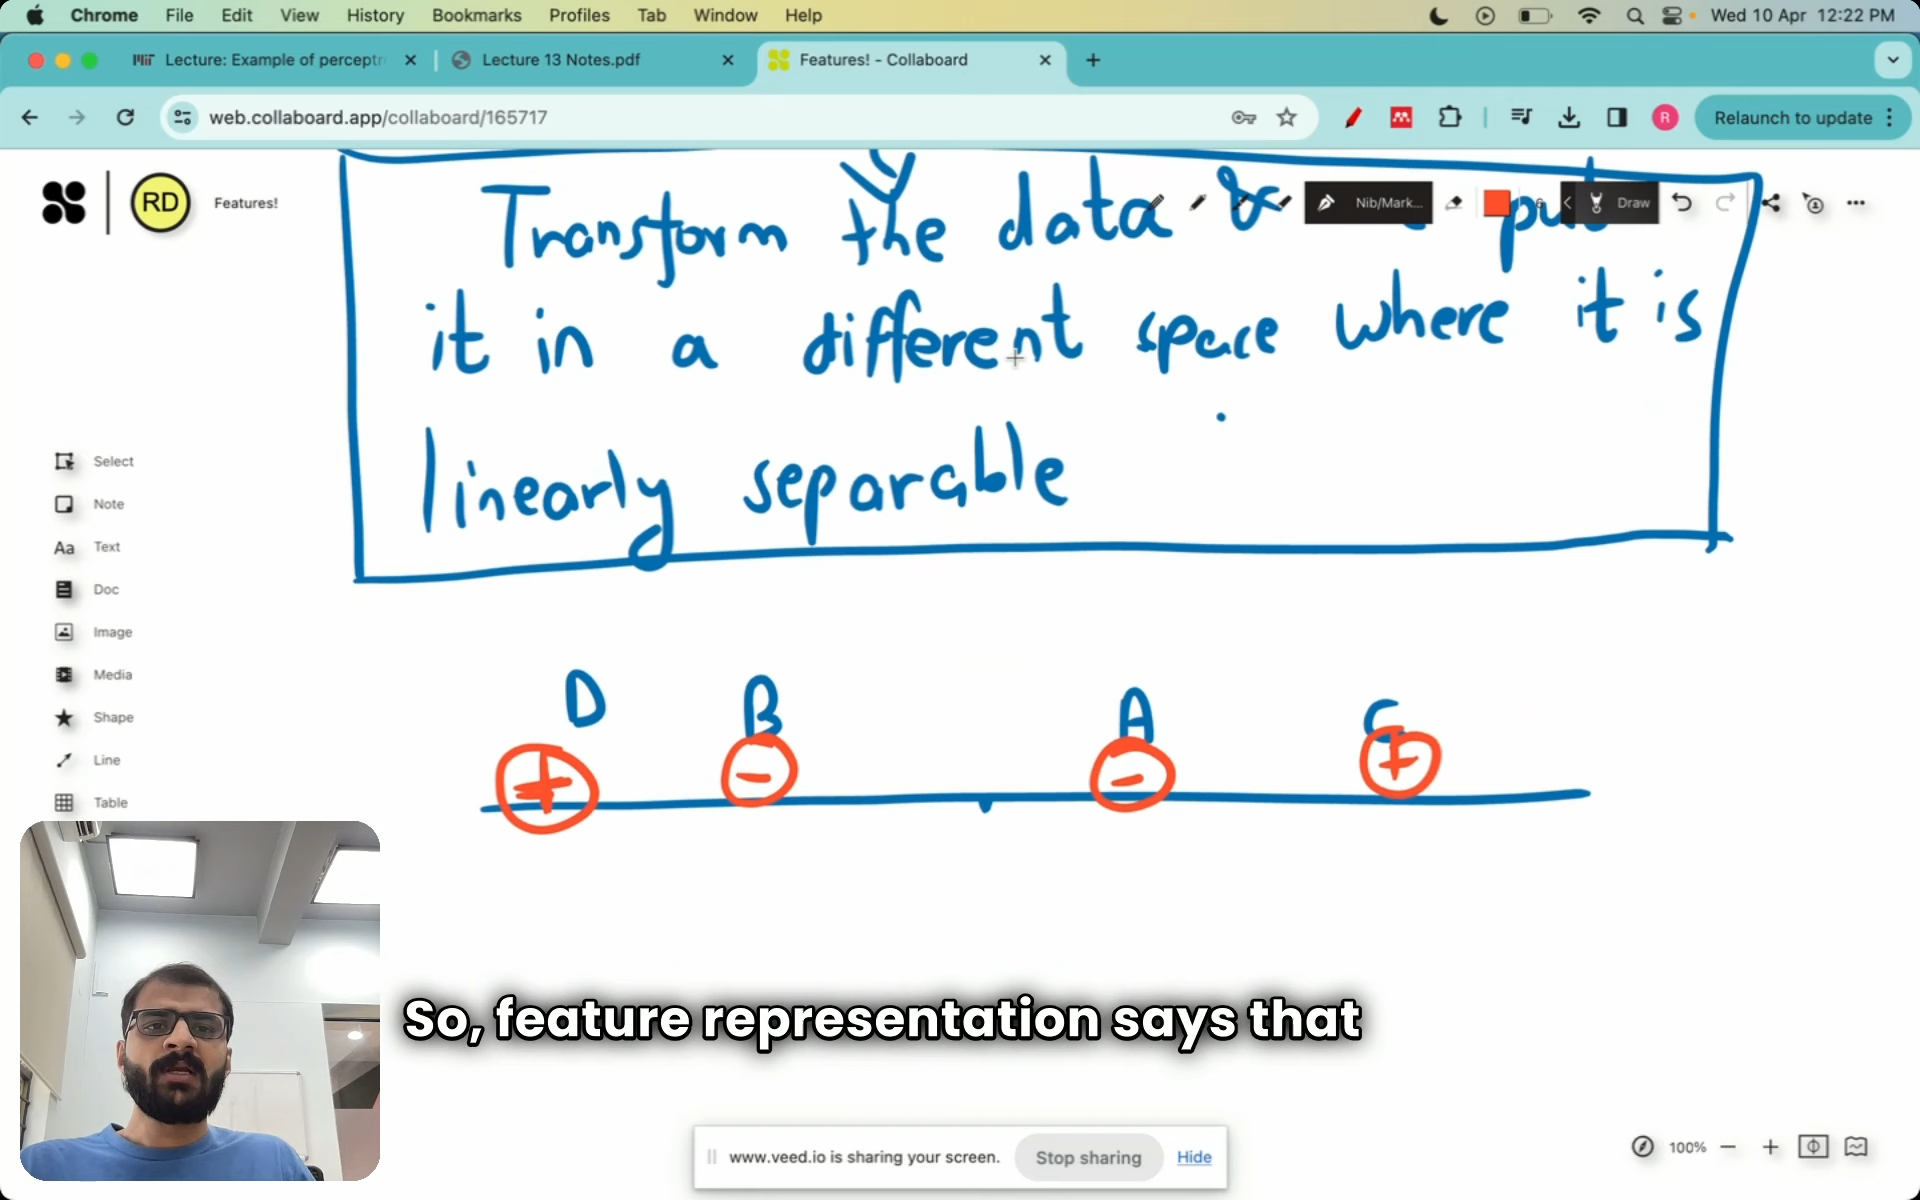 Chrome File Edit View History Bookmarks Profiles Tab Window Help Wed 10 Apr 12:22 PM
MIT Lecture: Example of perceptr Lecture 13 Notes.pdf Features! - Collaboard
web.collaboard.app/collaboard/165717 R Relaunch to update
RD Features! Nib/Mark... Draw
Transform the data & put
it in a different space where it is
linearly separable
Select
Note
Aa Text
Doc
Image
Media
Shape
Line
Table
D B A C
+ - - +
So, feature representation says that
www.veed.io is sharing your screen. Stop sharing Hide
100%